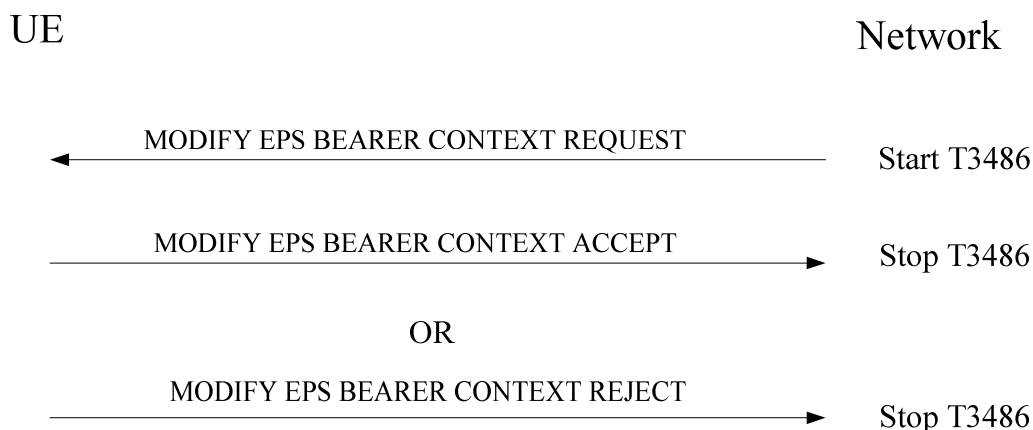 UE
Network
MODIFY EPS BEARER CONTEXT REQUEST
Start T3486
MODIFY EPS BEARER CONTEXT ACCEPT
Stop T3486
OR
MODIFY EPS BEARER CONTEXT REJECT
Stop T3486